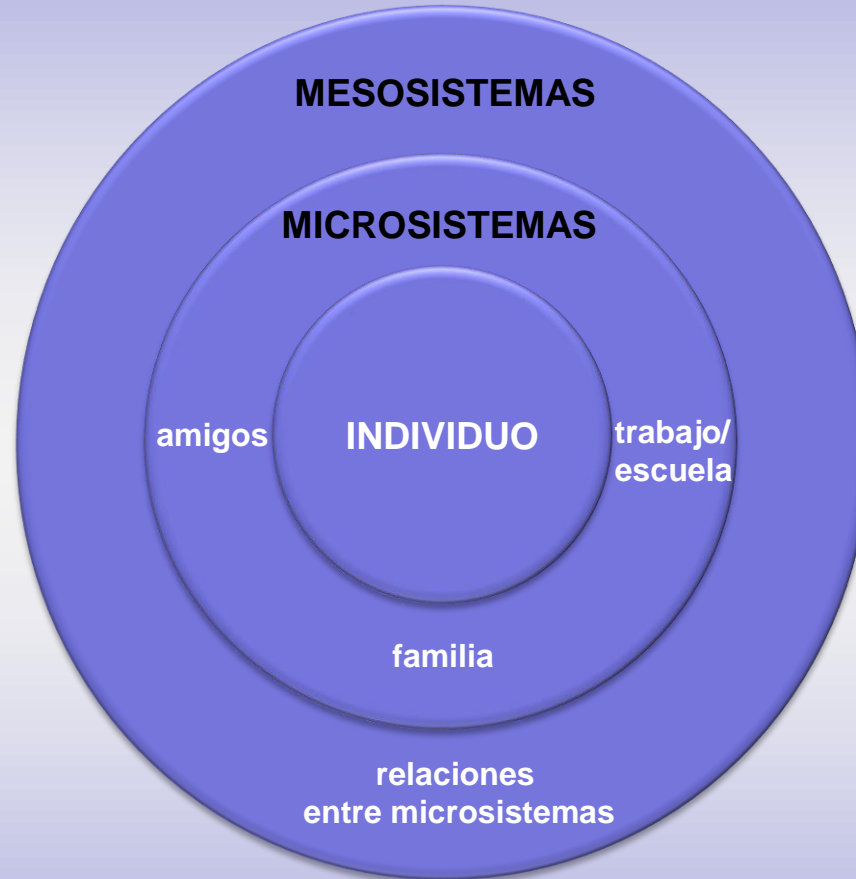 MESOSISTEMAS
MICROSISTEMAS
amigos
INDIVIDUO
trabajo/
escuela
familia
relaciones
entre microsistemas